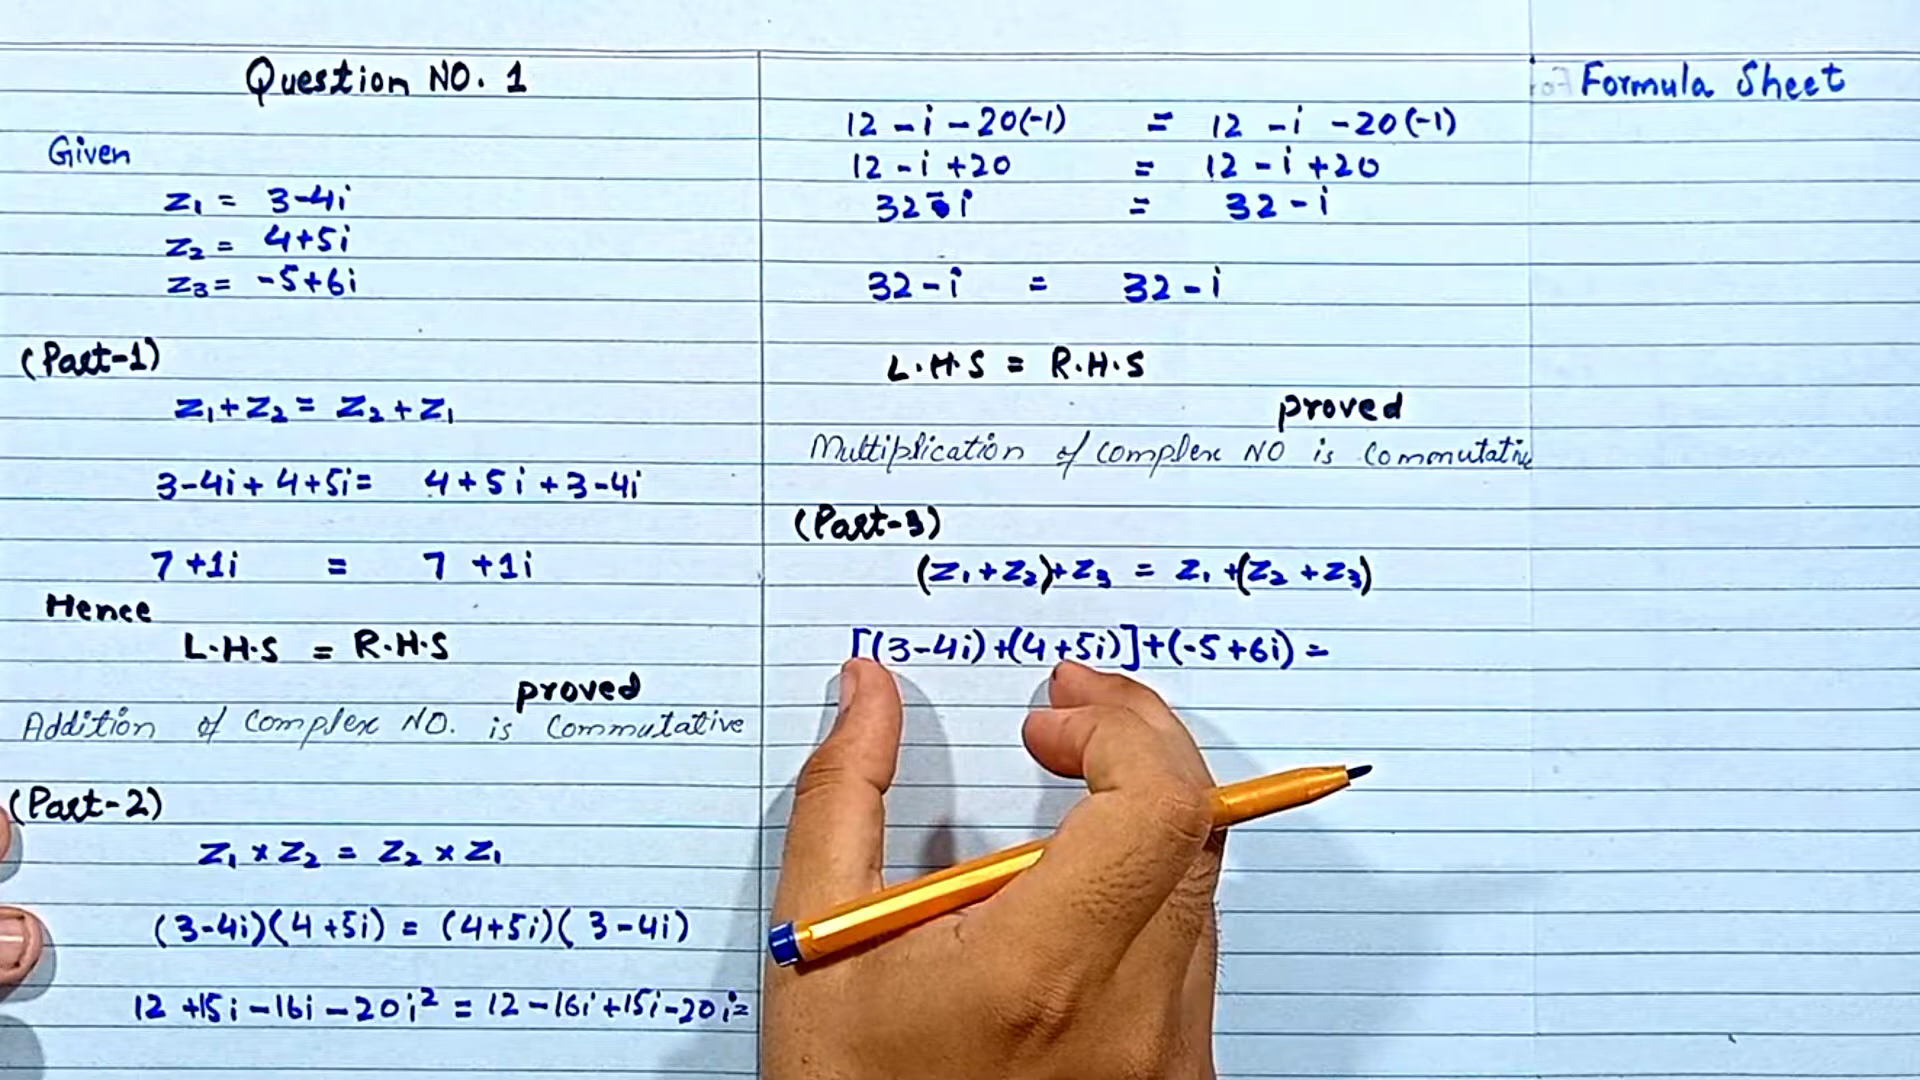 Question NO. 1
Given
z₁ = 3-4i
z₂ = 4+5i
z₃ = -5+6i
(Part-1)
z₁+z₂ = z₂+z₁
3-4i+4+5i = 4+5i+3-4i
7+1i = 7+1i
Hence
L.H.S = R.H.S
proved
Addition of Complex NO. is Commutative
(Part-2)
z₁ × z₂ = z₂ × z₁
(3-4i)(4+5i) = (4+5i)(3-4i)
12+15i-16i-20i² = 12-16i+15i-20i²
12-i-20(-1) = 12-i-20(-1)
12-i+20 = 12-i+20
32-i = 32-i
32-i = 32-i
L.H.S = R.H.S
proved
Multiplication of complex NO is Commutative
(Part-3)
(z₁+z₂)+z₃ = z₁+(z₂+z₃)
[(3-4i)+(4+5i)]+(-5+6i) =
Formula Sheet